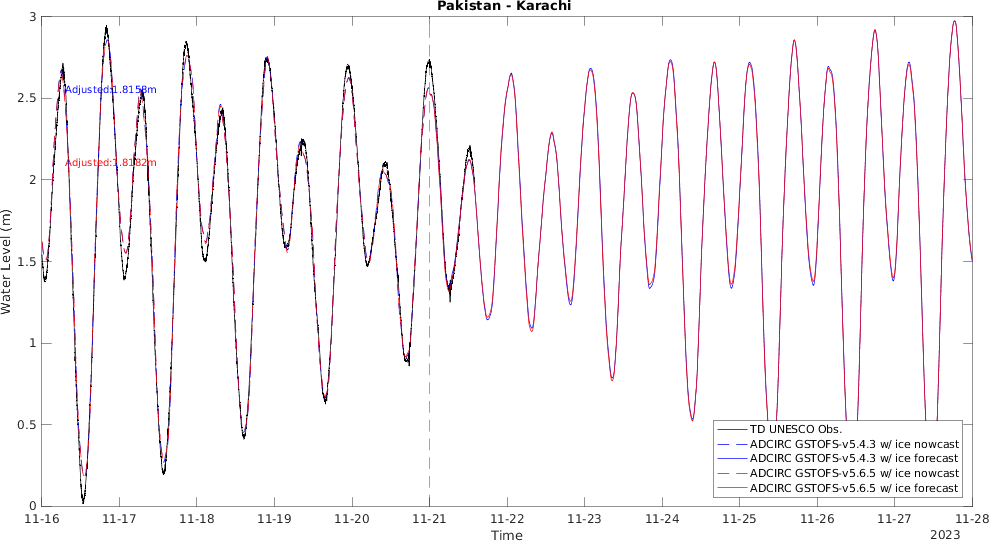 Pakistan - Karachi
3
2.5
2
1.5
1
0.5
0
Water Level (m)
Adjusted:1.8158m
Adjusted:1.8182m
TD UNESCO Obs.
ADCIRC GSTOFS-v5.4.3 w/ ice nowcast
ADCIRC GSTOFS-v5.4.3 w/ ice forecast
ADCIRC GSTOFS-v5.6.5 w/ ice nowcast
ADCIRC GSTOFS-v5.6.5 w/ ice forecast
11-16 11-17 11-18 11-19 11-20 11-21 11-22 11-23 11-24 11-25 11-26 11-27 11-28
Time
2023